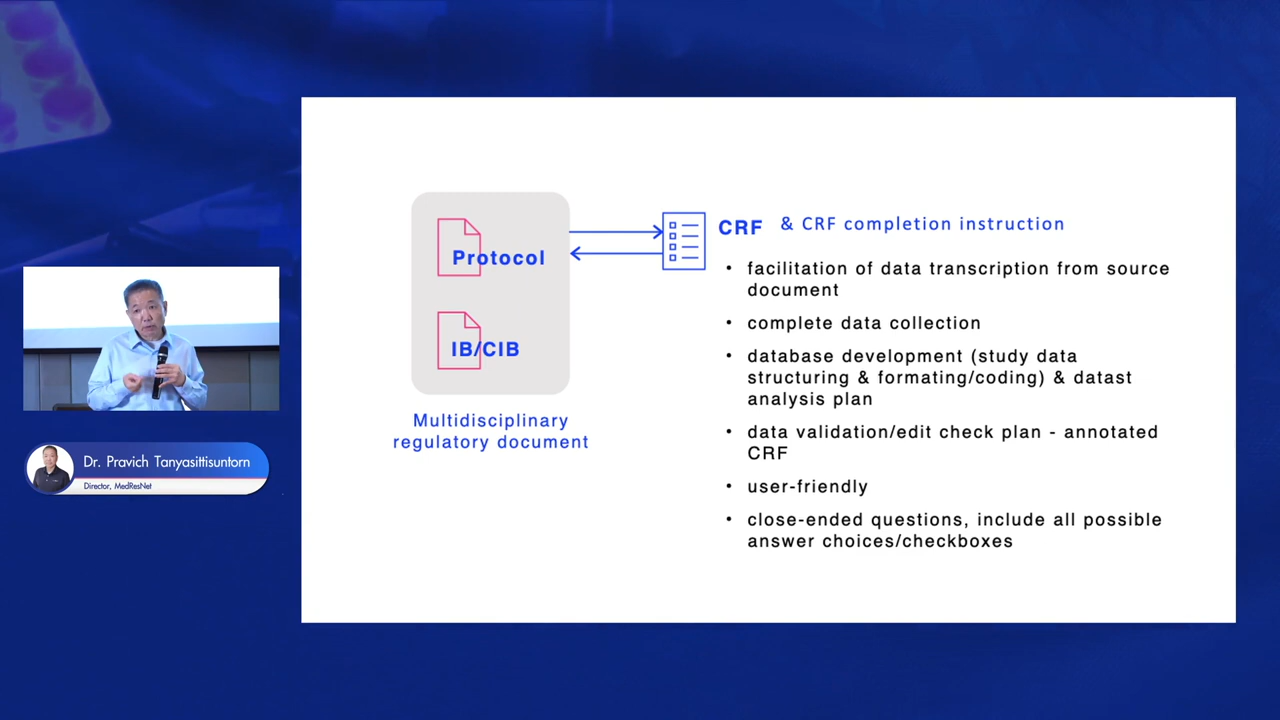 Protocol
IB/CIB
Multidisciplinary
regulatory document
CRF & CRF completion instruction
• facilitation of data transcription from source
document
• complete data collection
• database development (study data
structuring & formating/coding) & datast
analysis plan
• data validation/edit check plan - annotated
CRF
• user-friendly
• close-ended questions, include all possible
answer choices/checkboxes
Dr. Pravich Tanyasittisuntorn
Director, MedResNet